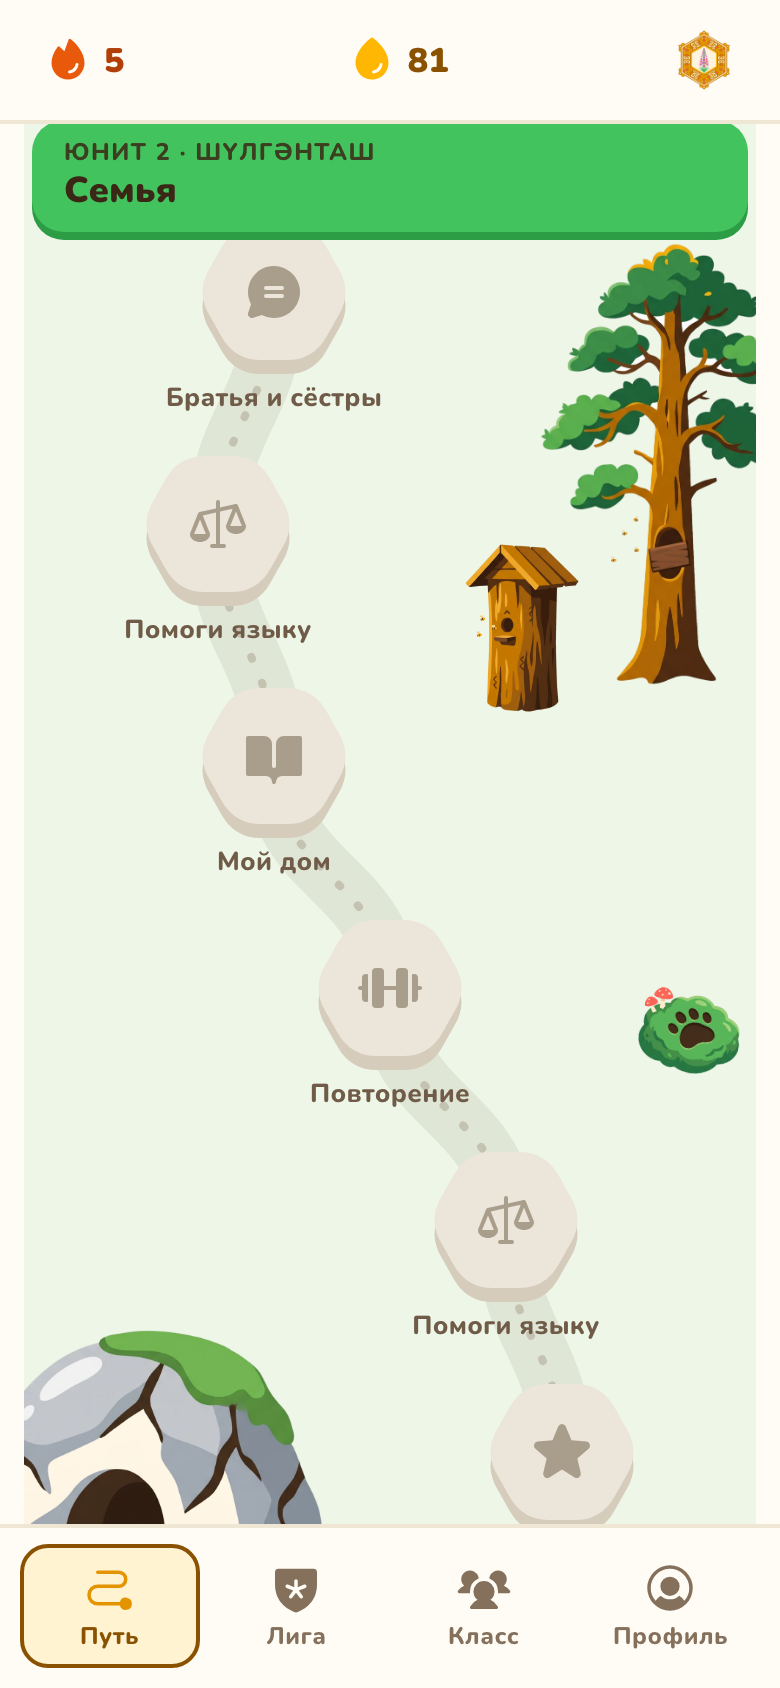 5
81
ЮНИТ 2 · ШҮЛГӘНТАШ
Семья
Братья и сёстры
Помоги языку
Мой дом
Повторение
Помоги языку
Путь
Лига
Класс
Профиль